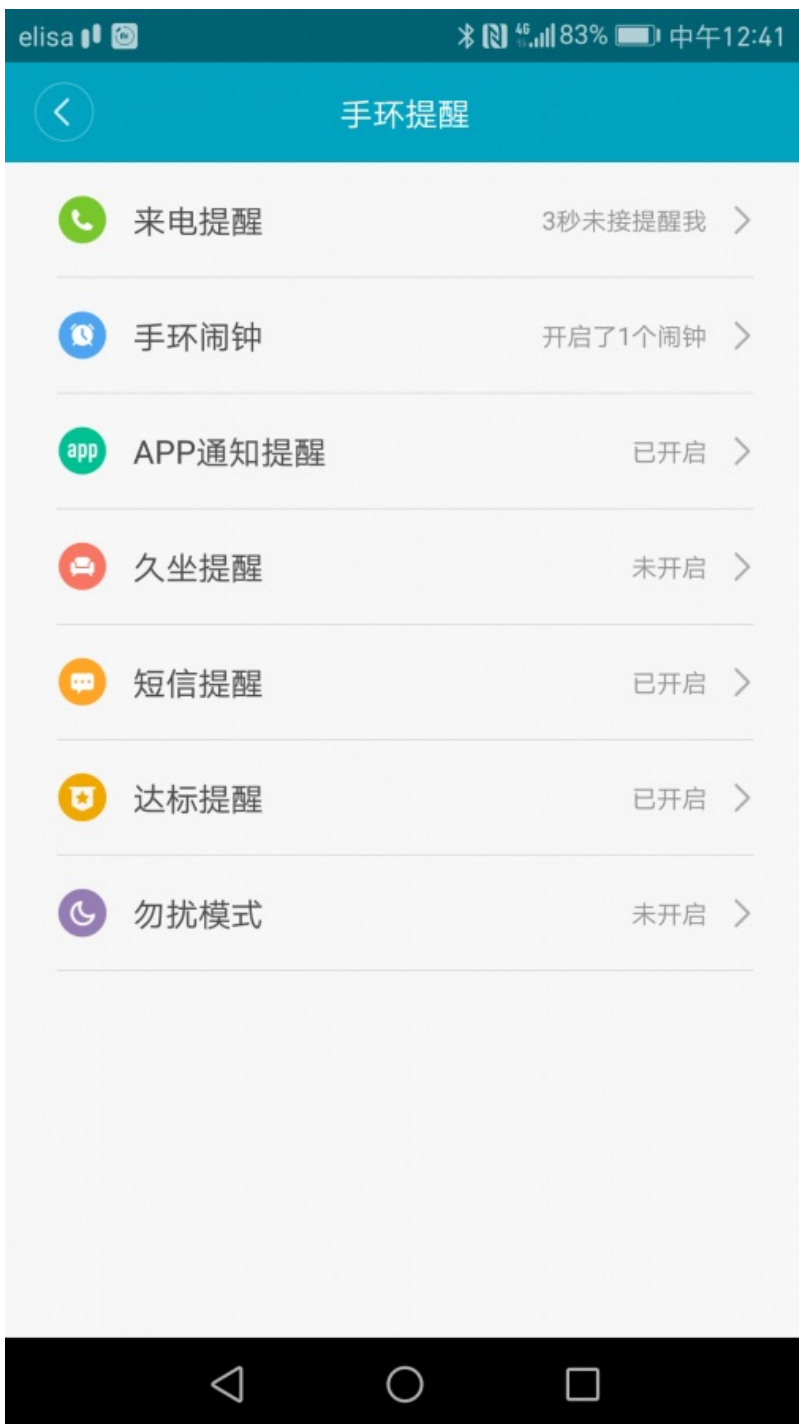 elisa 4G 83% 中午12:41
手环提醒
来电提醒 3秒未接提醒我
手环闹钟 开启了1个闹钟
app APP通知提醒 已开启
久坐提醒 未开启
短信提醒 已开启
达标提醒 已开启
勿扰模式 未开启